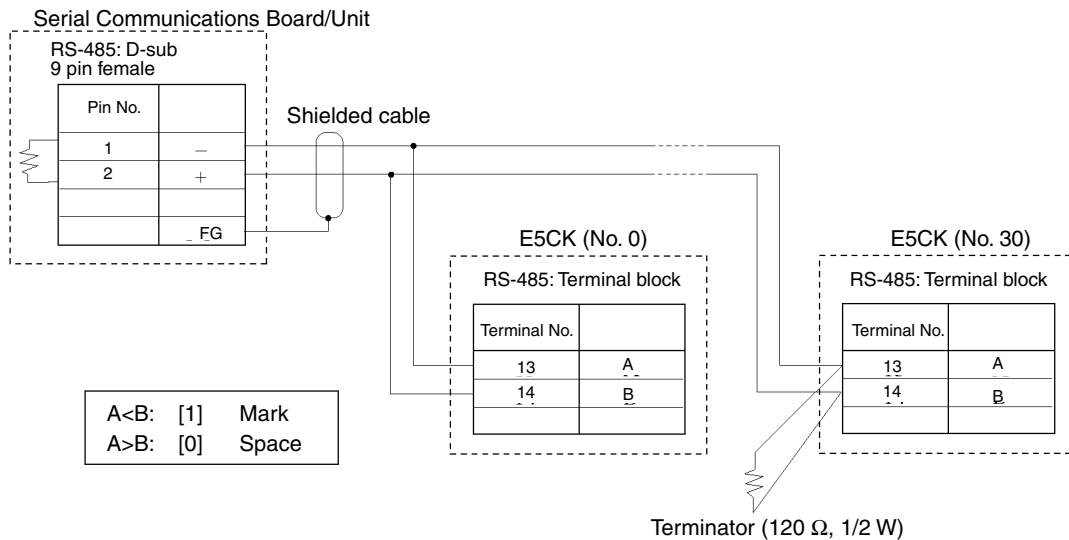 Serial Communications Board/Unit
RS-485: D-sub
9 pin female
Pin No.
1 −
2 +
FG
Shielded cable
E5CK (No. 0)
RS-485: Terminal block
Terminal No.
13 A
14 B
E5CK (No. 30)
RS-485: Terminal block
Terminal No.
13 A
14 B
A<B: [1] Mark
A>B: [0] Space
Terminator (120 Ω, 1/2 W)